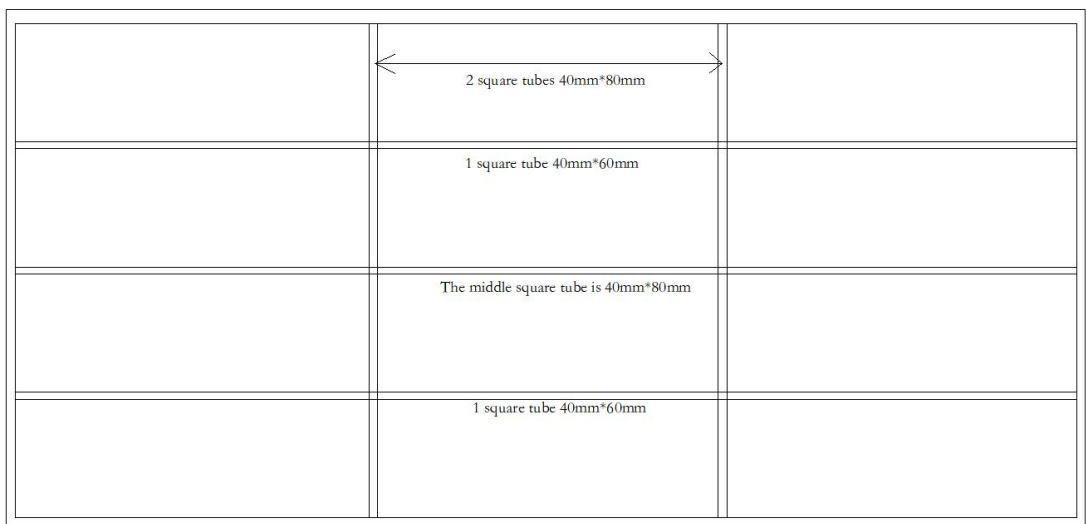 2 square tubes 40mm*80mm
1 square tube 40mm*60mm
The middle square tube is 40mm*80mm
1 square tube 40mm*60mm